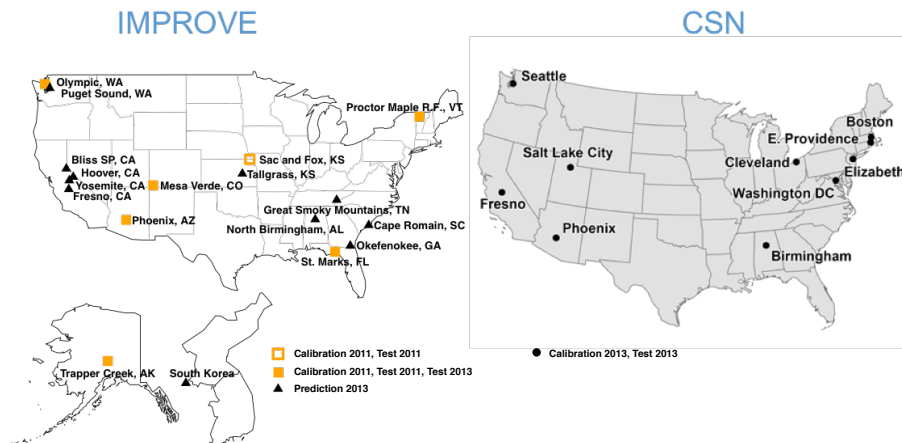 IMPROVE
CSN
Olympic, WA
Puget Sound, WA
Proctor Maple R.F., VT
Bliss SP, CA
Hoover, CA
Yosemite, CA
Fresno, CA
Mesa Verde, CO
Sac and Fox, KS
Tallgrass, KS
Phoenix, AZ
Great Smoky Mountains, TN
North Birmingham, AL
Cape Romain, SC
Okefenokee, GA
St. Marks, FL
Trapper Creek, AK
South Korea
Calibration 2011, Test 2011
Calibration 2011, Test 2011, Test 2013
Prediction 2013
Seattle
Boston
E. Providence
Salt Lake City
Cleveland
Elizabeth
Washington DC
Fresno
Phoenix
Birmingham
Calibration 2013, Test 2013